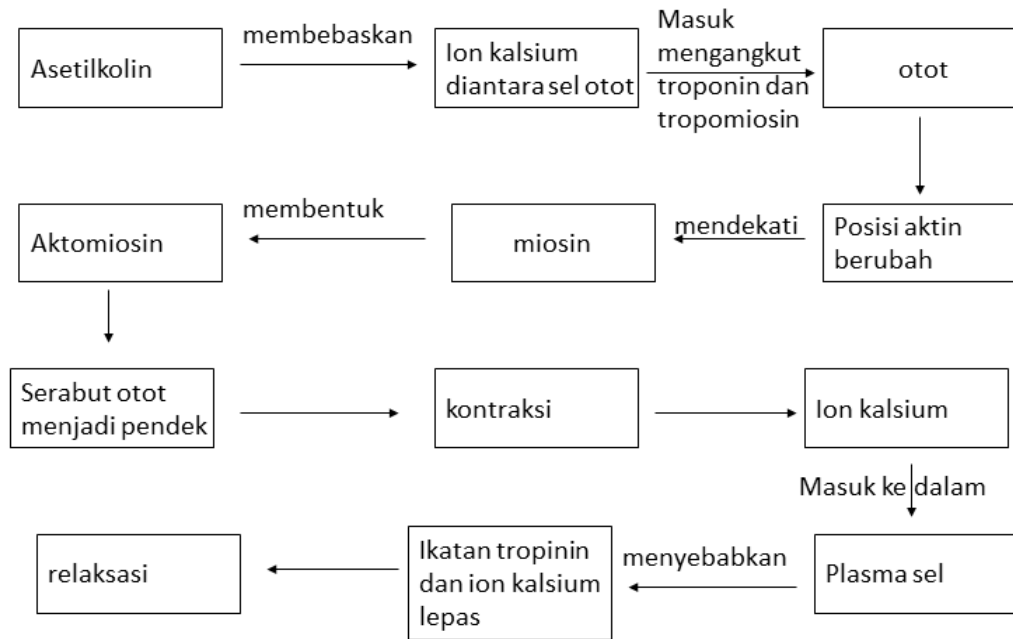 Asetilkolin
membebaskan
Ion kalsium
diantara sel otot
Masuk
mengangkut
troponin dan
tropomiosin
otot
Posisi aktin
berubah
mendekati
miosin
membentuk
Aktomiosin
Serabut otot
menjadi pendek
kontraksi
Ion kalsium
Masuk ke dalam
Plasma sel
menyebabkan
Ikatan tropinin
dan ion kalsium
lepas
relaksasi